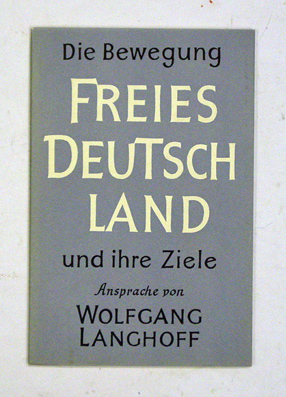 Die Bewegung
FREIES
DEUTSCH
LAND
und ihre Ziele
Ansprache von
WOLFGANG
LANGHOFF